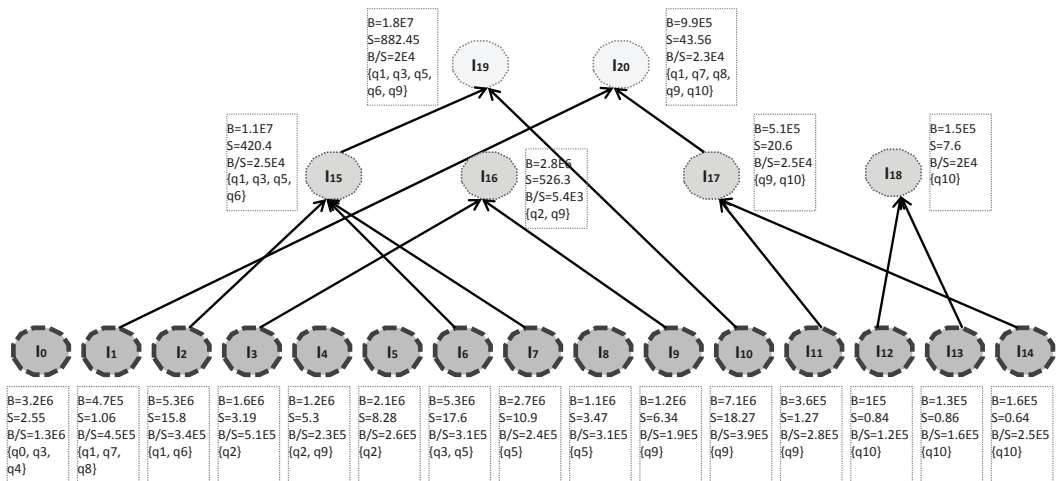 B=1.8E7
S=882.45
B/S=2E4
{q1, q3, q5,
q6, q9}
I19
I20
B=9.9E5
S=43.56
B/S=2.3E4
{q1, q7, q8,
q9, q10}
B=1.1E7
S=420.4
B/S=2.5E4
{q1, q3, q5,
q6}
I15
I16
B=2.8E6
S=526.3
B/S=5.4E3
{q2, q9}
I17
B=5.1E5
S=20.6
B/S=2.5E4
{q9, q10}
I18
B=1.5E5
S=7.6
B/S=2E4
{q10}
I0 I1 I2 I3 I4 I5 I6 I7 I8 I9 I10 I11 I12 I13 I14
B=3.2E6
S=2.55
B/S=1.3E6
{q0, q3,
q4}
B=4.7E5
S=1.06
B/S=4.5E5
{q1, q7,
q8}
B=5.3E6
S=15.8
B/S=3.4E5
{q1, q6}
B=1.6E6
S=3.19
B/S=5.1E5
{q2}
B=1.2E6
S=5.3
B/S=2.3E5
{q2, q9}
B=2.1E6
S=8.28
B/S=2.6E5
{q2}
B=5.3E6
S=17.6
B/S=3.1E5
{q3, q5}
B=2.7E6
S=10.9
B/S=2.4E5
{q5}
B=1.1E6
S=3.47
B/S=3.1E5
{q5}
B=1.2E6
S=6.34
B/S=1.9E5
{q9}
B=7.1E6
S=18.27
B/S=3.9E5
{q9}
B=3.6E5
S=1.27
B/S=2.8E5
{q9}
B=1E5
S=0.84
B/S=1.2E5
{q10}
B=1.3E5
S=0.86
B/S=1.6E5
{q10}
B=1.6E5
S=0.64
B/S=2.5E5
{q10}